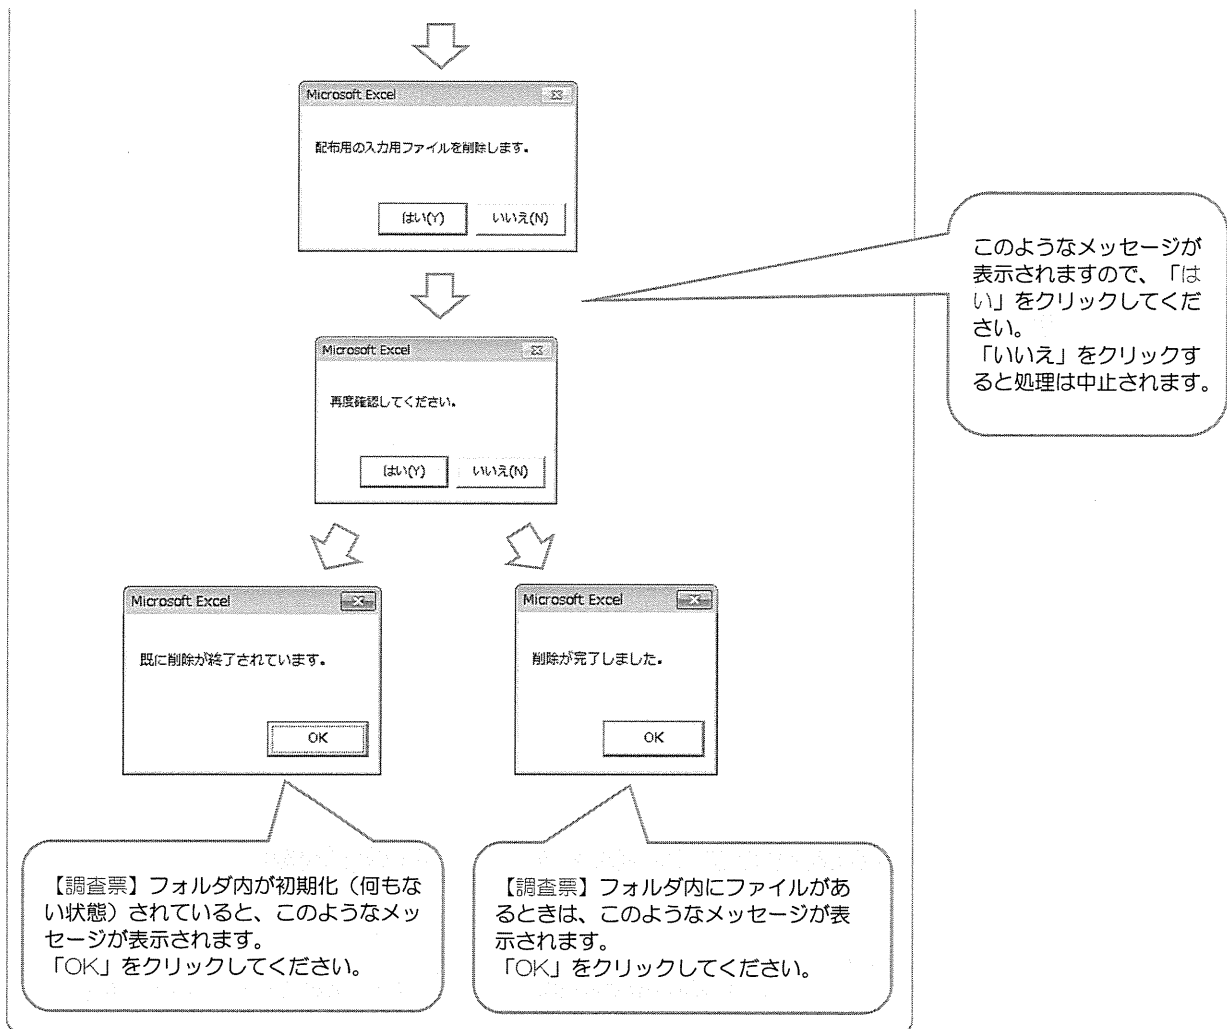 Microsoft Excel
配布用の入力用ファイルを削除します。
はい(Y)
いいえ(N)
このようなメッセージが
表示されますので、「は
い」をクリックしてくだ
さい。
「いいえ」をクリックす
ると処理は中止されます。
Microsoft Excel
再度確認してください。
はい(Y)
いいえ(N)
Microsoft Excel
既に削除が終了されています。
OK
Microsoft Excel
削除が完了しました。
OK
【調査票】フォルダ内が初期化（何もな
い状態）されていると、このようなメッ
セージが表示されます。
「OK」をクリックしてください。
【調査票】フォルダ内にファイルがあ
るときは、このようなメッセージが表
示されます。
「OK」をクリックしてください。